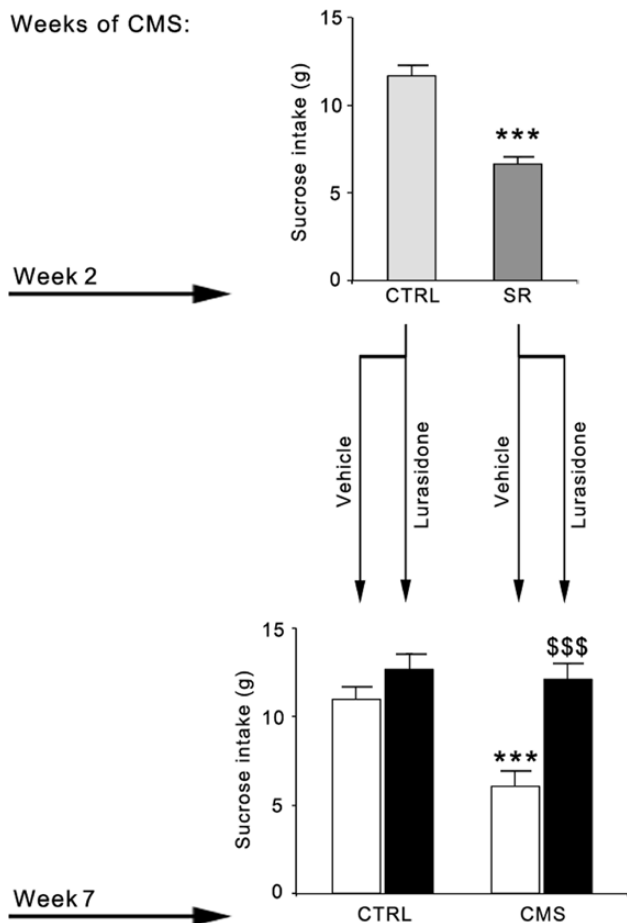 Weeks of CMS:
15
10
5
0
Sucrose intake (g)
***
CTRL
SR
Week 2
Vehicle
Lurasidone
Vehicle
Lurasidone
15
10
5
0
Sucrose intake (g)
$$$
***
CTRL
CMS
Week 7